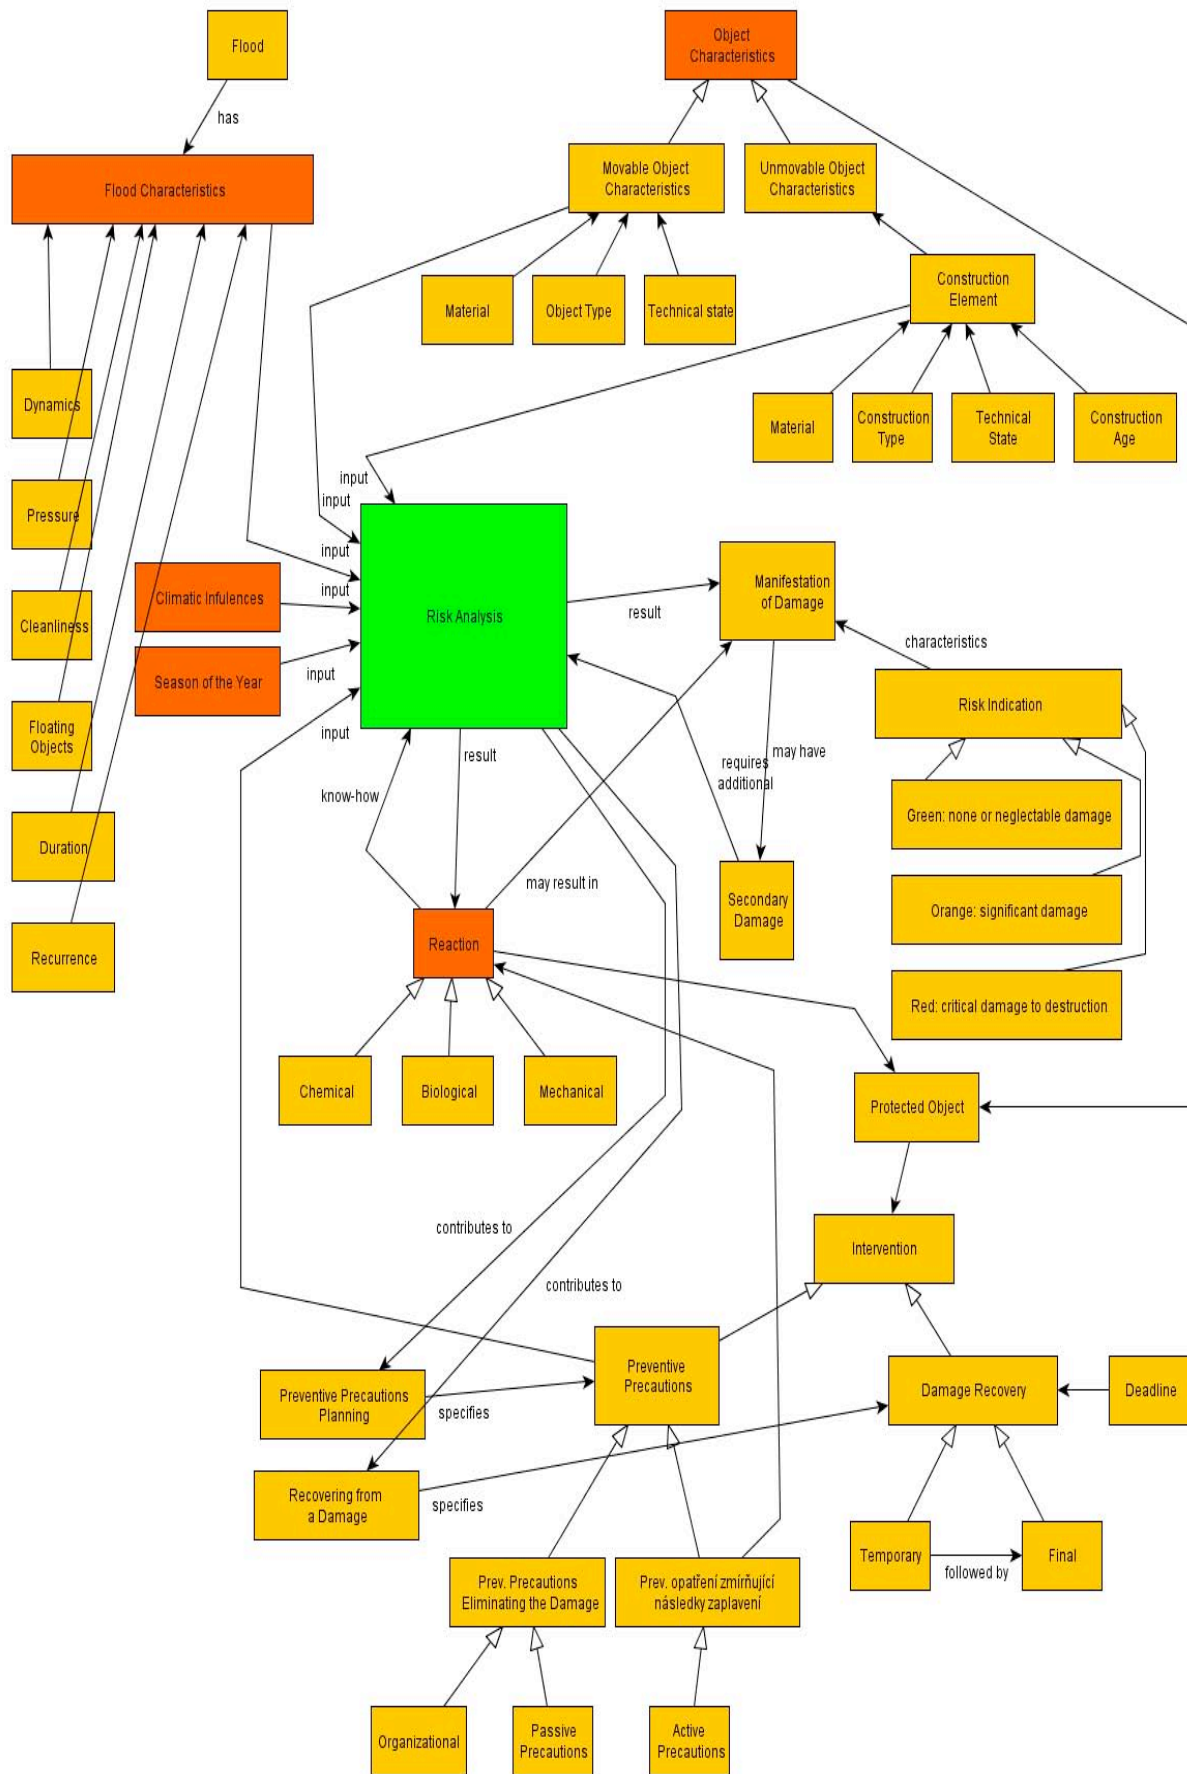 Flood
Object
Characteristics
has
Flood Characteristics
Movable Object
Characteristics
Unmovable Object
Characteristics
Material
Object Type
Technical state
Construction
Element
Dynamics
Material
Construction
Type
Technical
State
Construction
Age
Pressure
input
input
input
input
input
input
Cleanliness
Climatic Infulences
Season of the Year
Risk Analysis
result
Manifestation
of Damage
characteristics
Risk Indication
Floating
Objects
result
know-how
requires
additional
may have
Green: none or neglectable damage
Duration
may result in
Secondary
Damage
Orange: significant damage
Recurrence
Reaction
Red: critical damage to destruction
Chemical
Biological
Mechanical
Protected Object
contributes to
contributes to
Intervention
Preventive Precautions
Planning
specifies
Preventive
Precautions
Damage Recovery
Deadline
Recovering from
a Damage
specifies
Temporary
followed by
Final
Prev. Precautions
Eliminating the Damage
Prev. opatření zmírňující
následky zaplavení
Organizational
Passive
Precautions
Active
Precautions